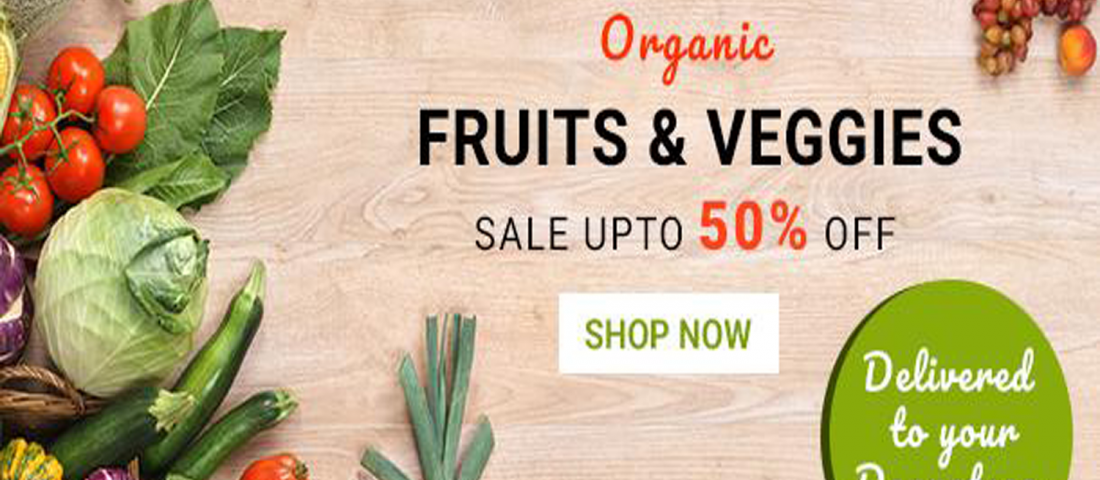 Organic
FRUITS & VEGGIES
SALE UPTO 50% OFF
SHOP NOW
Delivered
to your